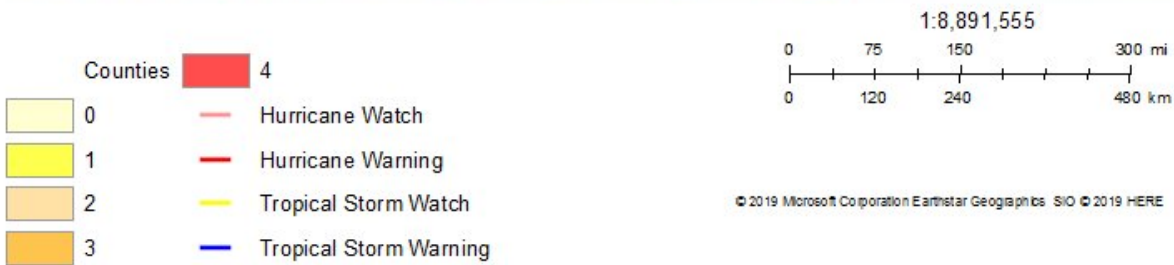 Counties
4
0
Hurricane Watch
1
Hurricane Warning
2
Tropical Storm Watch
3
Tropical Storm Warning
1:8,891,555
0 75 150 300 mi
0 120 240 480 km
© 2019 Microsoft Corporation Earthstar Geographics SIO © 2019 HERE